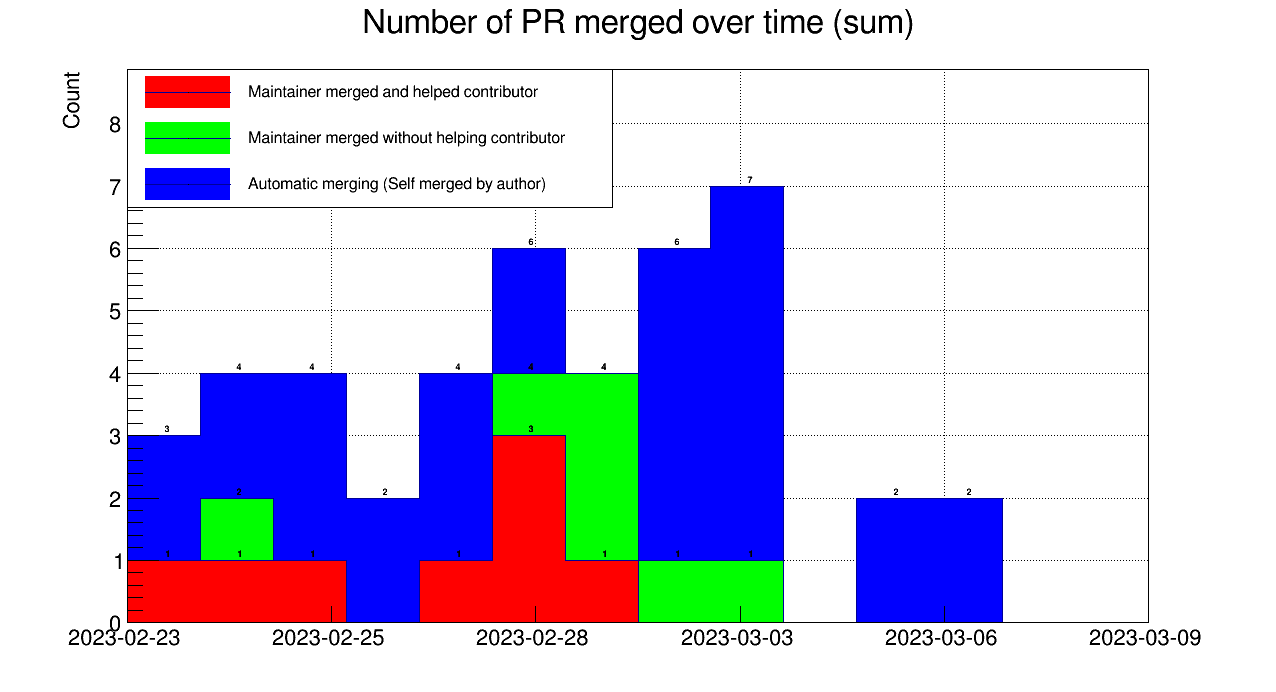 Number of PR merged over time (sum)
Count
Maintainer merged and helped contributor
Maintainer merged without helping contributor
Automatic merging (Self merged by author)
8
7
6
5
4
3
2
1
0
7
6 6
4 4 4 4 4
3 3
2 2 2 2
1 1 1 1 1 1 1
2023-02-23 2023-02-25 2023-02-28 2023-03-03 2023-03-06 2023-03-09